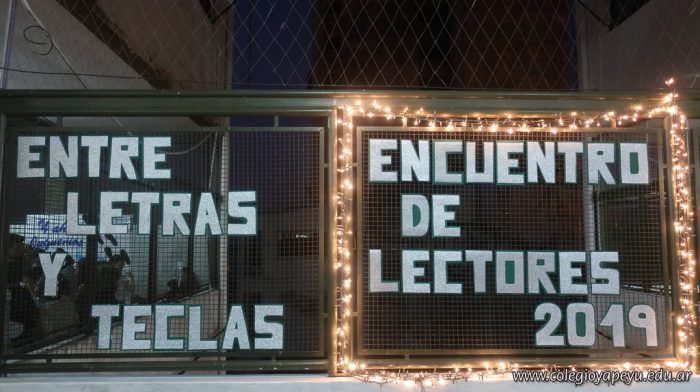 ENTRE
LETRAS
Y
TECLAS
ENCUENTRO
DE
LECTORES
2019
www.colegioyapeyu.edu.ar